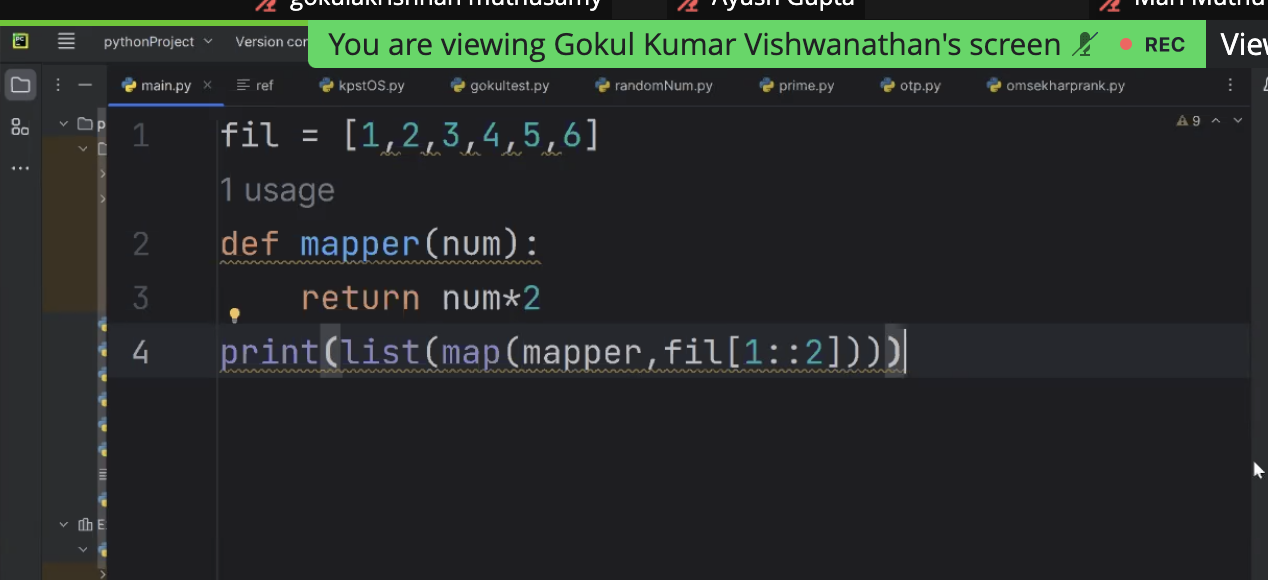 gokulakrishnan muthusamy Ayush Gupta Mari Muthu
You are viewing Gokul Kumar Vishwanathan's screen REC View
PC pythonProject Version con
main.py ref kpstOS.py gokultest.py randomNum.py prime.py otp.py omsekharprank.py
9
1 fil = [1,2,3,4,5,6]
1 usage
2 def mapper(num):
3 return num*2
4 print(list(map(mapper,fil[1::2])))